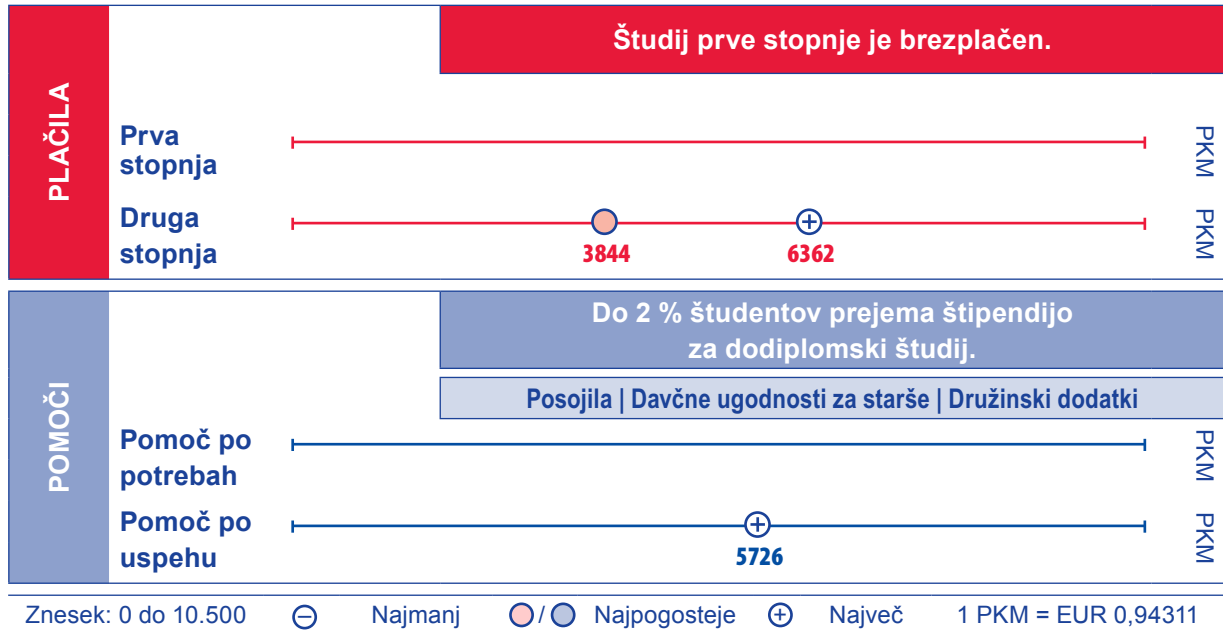 PLAČILA
Študij prve stopnje je brezplačen.
Prva
stopnja
PKM
Druga
stopnja
3844
6362
PKM
POMOČI
Do 2 % študentov prejema štipendijo
za dodiplomski študij.
Posojila | Davčne ugodnosti za starše | Družinski dodatki
Pomoč po
potrebah
PKM
Pomoč po
uspehu
5726
PKM
Znesek: 0 do 10.500 Najmanj / Najpogosteje Največ 1 PKM = EUR 0,94311